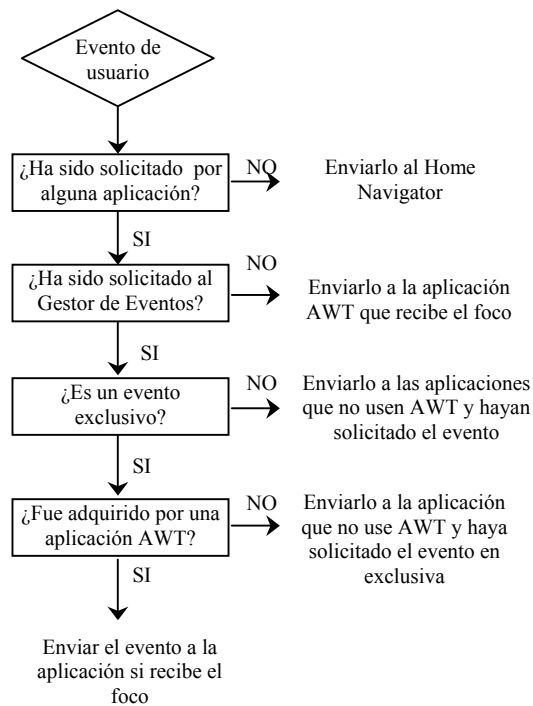 Evento de
usuario
¿Ha sido solicitado por
alguna aplicación?
NO
Enviarlo al Home
Navigator
SI
¿Ha sido solicitado al
Gestor de Eventos?
NO
Enviarlo a la aplicación
AWT que recibe el foco
SI
¿Es un evento
exclusivo?
NO
Enviarlo a las aplicaciones
que no usen AWT y hayan
solicitado el evento
SI
¿Fue adquirido por una
aplicación AWT?
NO
Enviarlo a la aplicación
que no use AWT y haya
solicitado el evento en
exclusiva
SI
Enviar el evento a la
aplicación si recibe el
foco